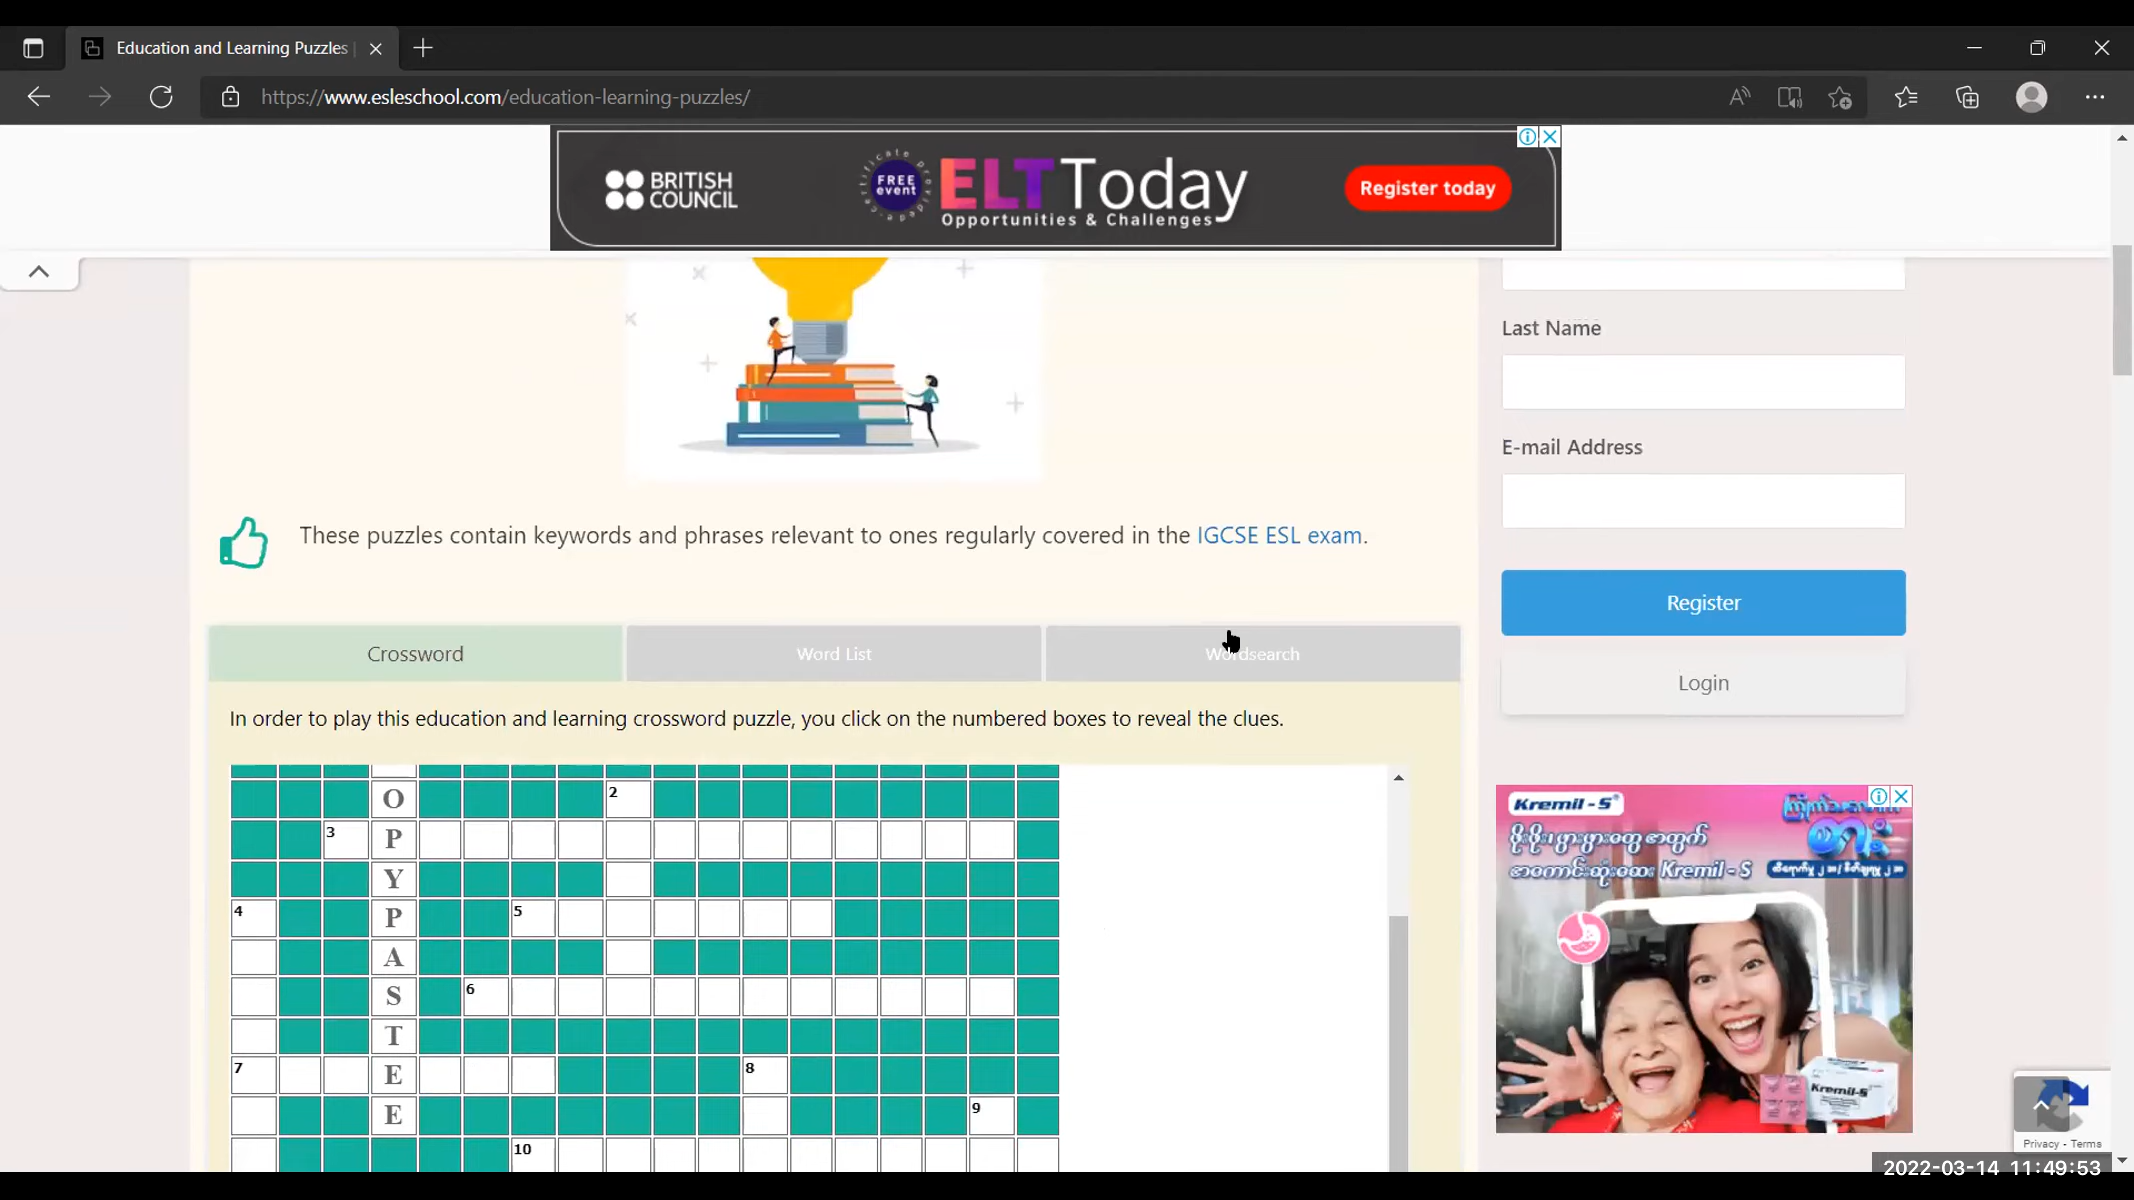 Education and Learning Puzzles |
https://www.esleschool.com/education-learning-puzzles/
BRITISH
COUNCIL
FREE
event
certificate provided
ELT Today
Opportunities & Challenges
Register today
Last Name
E-mail Address
These puzzles contain keywords and phrases relevant to ones regularly covered in the IGCSE ESL exam.
Register
Crossword
Word List
Wordsearch
Login
In order to play this education and learning crossword puzzle, you click on the numbered boxes to reveal the clues.
O
2
3
P
Y
4
P
5
A
S
6
T
7
E
8
E
9
10
Kremil-S
Kremil-S
Kremil-S
Privacy - Terms
2022-03-14 11:49:53